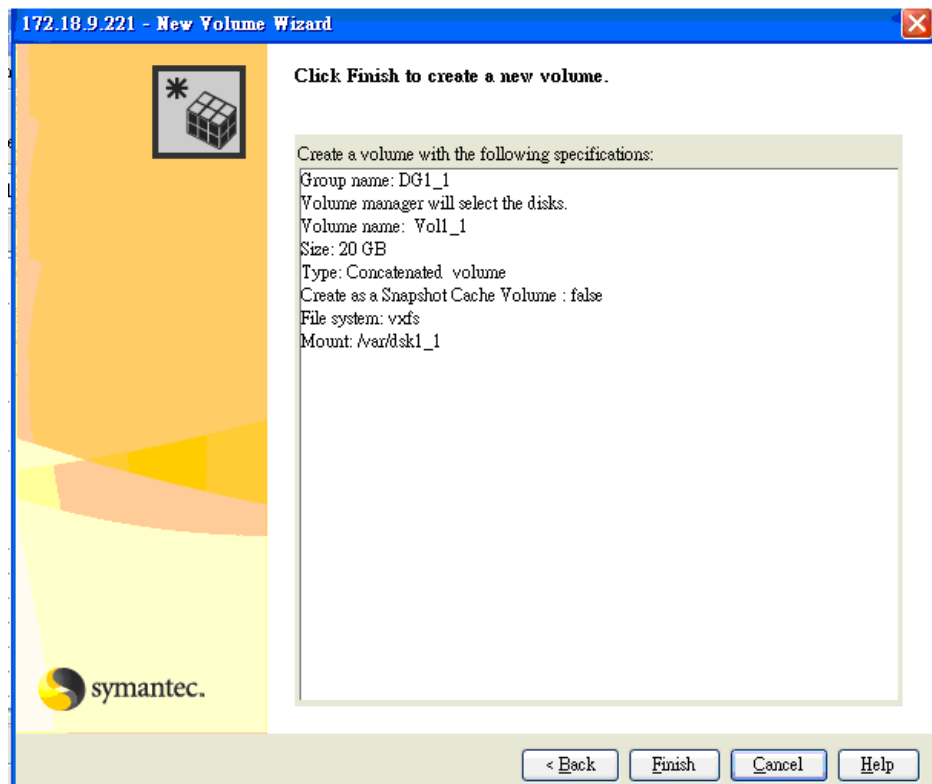 172.18.9.221 - New Volume Wizard
Click Finish to create a new volume.
Create a volume with the following specifications:
Group name: DG1_1
Volume manager will select the disks.
Volume name:  Vol1_1
Size: 20 GB
Type: Concatenated  volume
Create as a Snapshot Cache Volume : false
File system: vxfs
Mount: /var/dsk1_1
symantec.
< Back
Finish
Cancel
Help